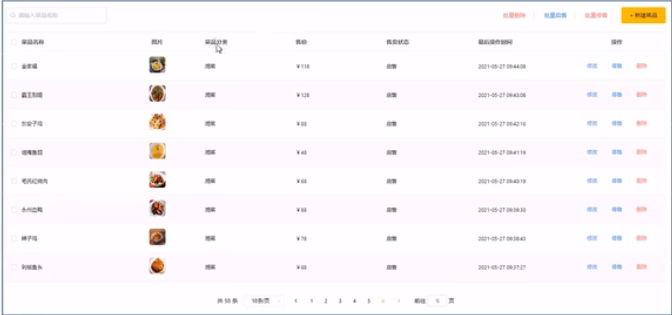 请输入菜品名称
批量删除 批量启售 批量停售 + 新建菜品
菜品名称 图片 菜品分类 售价 售卖状态 最后操作时间 操作
全家福 湘菜 ¥ 118 启售 2021-05-27 09:44:08 修改 停售 删除
霸王别姬 湘菜 ¥ 128 启售 2021-05-27 09:43:08 修改 停售 删除
东安子鸡 湘菜 ¥ 88 启售 2021-05-27 09:42:16 修改 停售 删除
湘菜 ¥ 48 启售 2021-05-27 09:41:19 修改 停售 删除
毛氏红烧肉 湘菜 ¥ 68 启售 2021-05-27 09:40:19 修改 停售 删除
永州血鸭 湘菜 ¥ 68 启售 2021-05-27 09:39:30 修改 停售 删除
辣子鸡 湘菜 ¥ 78 启售 2021-05-27 09:38:43 修改 停售 删除
剁椒鱼头 湘菜 ¥ 68 启售 2021-05-27 09:37:27 修改 停售 删除
共 58 条 10条/页 1 2 3 4 5 6 前往 6 页